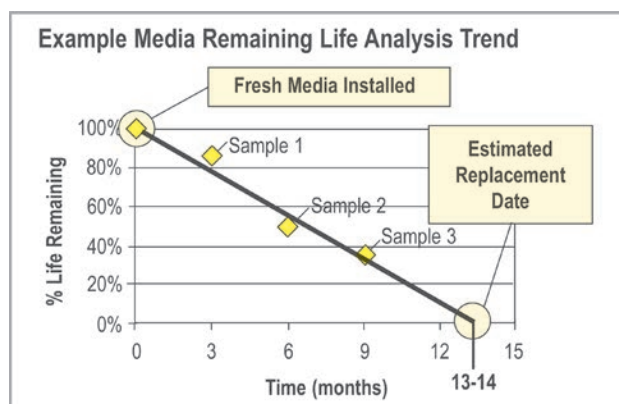 Example Media Remaining Life Analysis Trend
Fresh Media Installed
Estimated
Replacement
Date
% Life Remaining
100%
80%
60%
40%
20%
0%
Sample 1
Sample 2
Sample 3
0 3 6 9 12 15
13-14
Time (months)